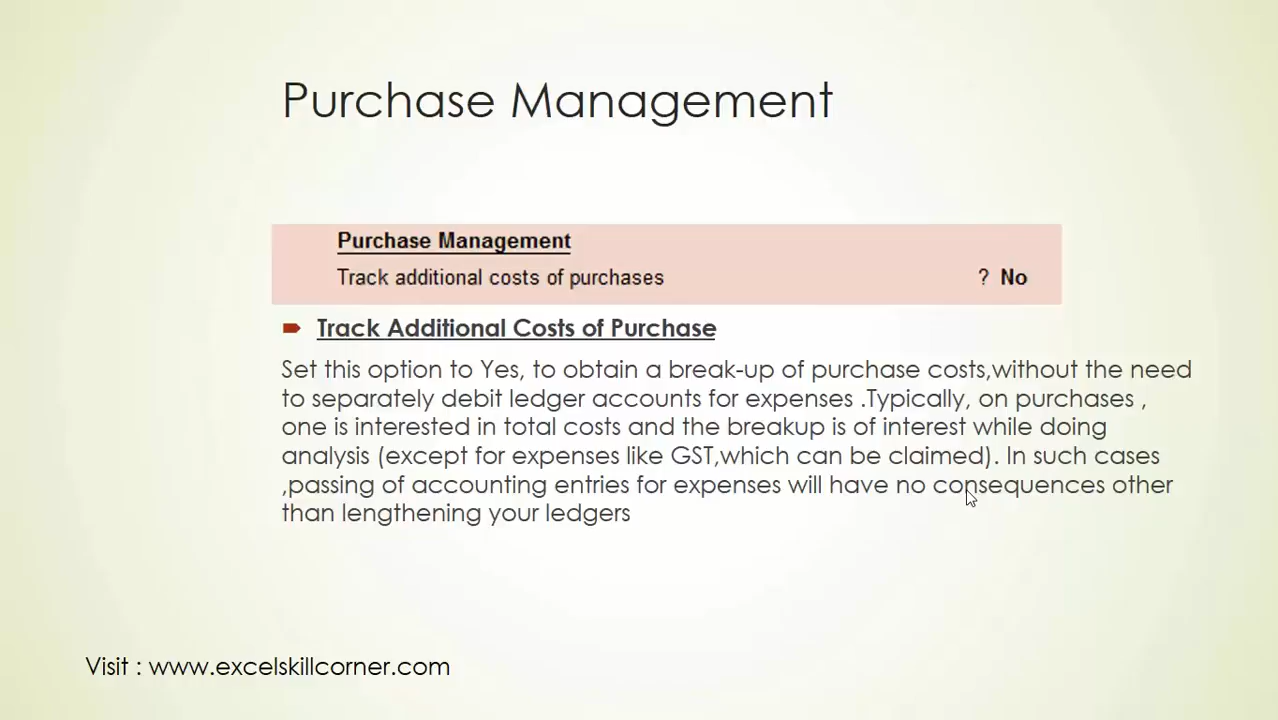 Purchase Management
Purchase Management
Track additional costs of purchases ? No
Track Additional Costs of Purchase
Set this option to Yes, to obtain a break-up of purchase costs,without the need
to separately debit ledger accounts for expenses .Typically, on purchases ,
one is interested in total costs and the breakup is of interest while doing
analysis (except for expenses like GST,which can be claimed). In such cases
,passing of accounting entries for expenses will have no consequences other
than lengthening your ledgers
Visit : www.excelskillcorner.com